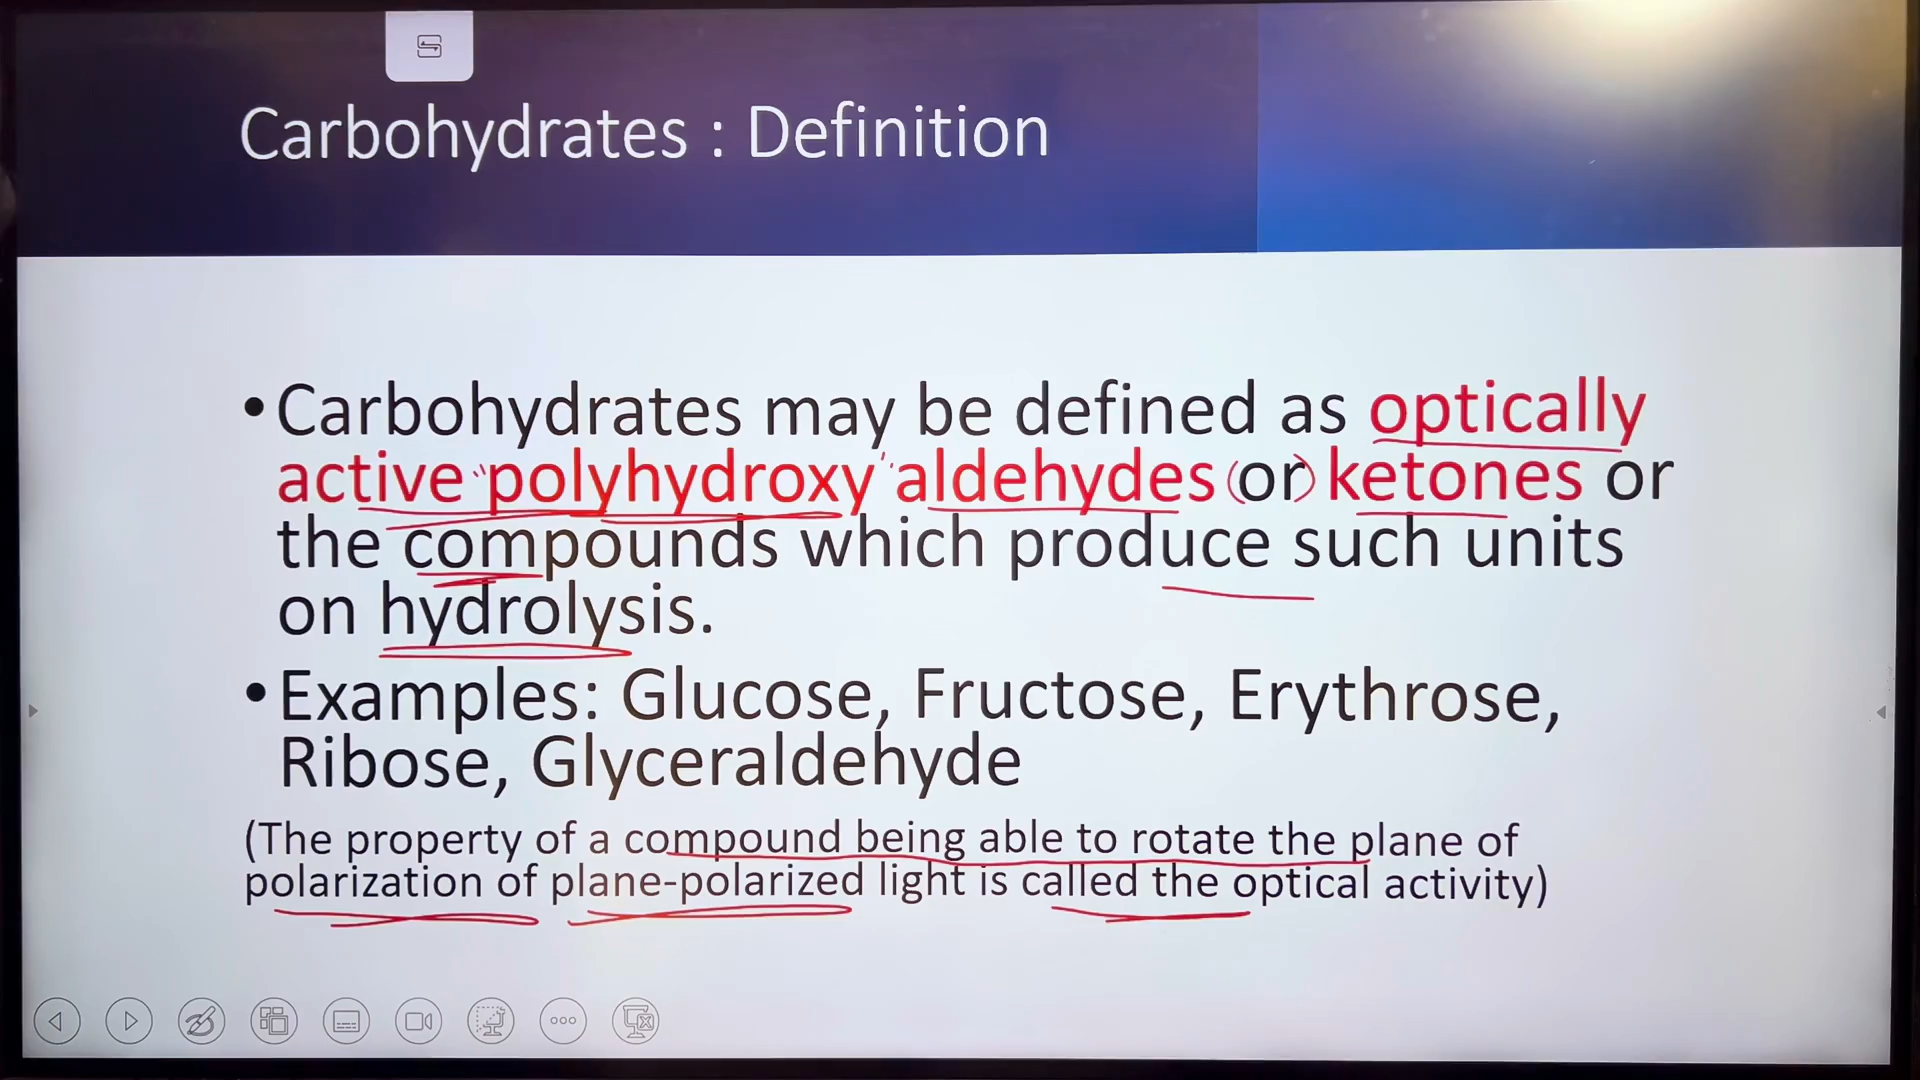 Carbohydrates : Definition
•Carbohydrates may be defined as optically
active "polyhydroxy" aldehydes (or) ketones or
the compounds which produce such units
on hydrolysis.
•Examples: Glucose, Fructose, Erythrose,
Ribose, Glyceraldehyde
(The property of a compound being able to rotate the plane of
polarization of plane-polarized light is called the optical activity)